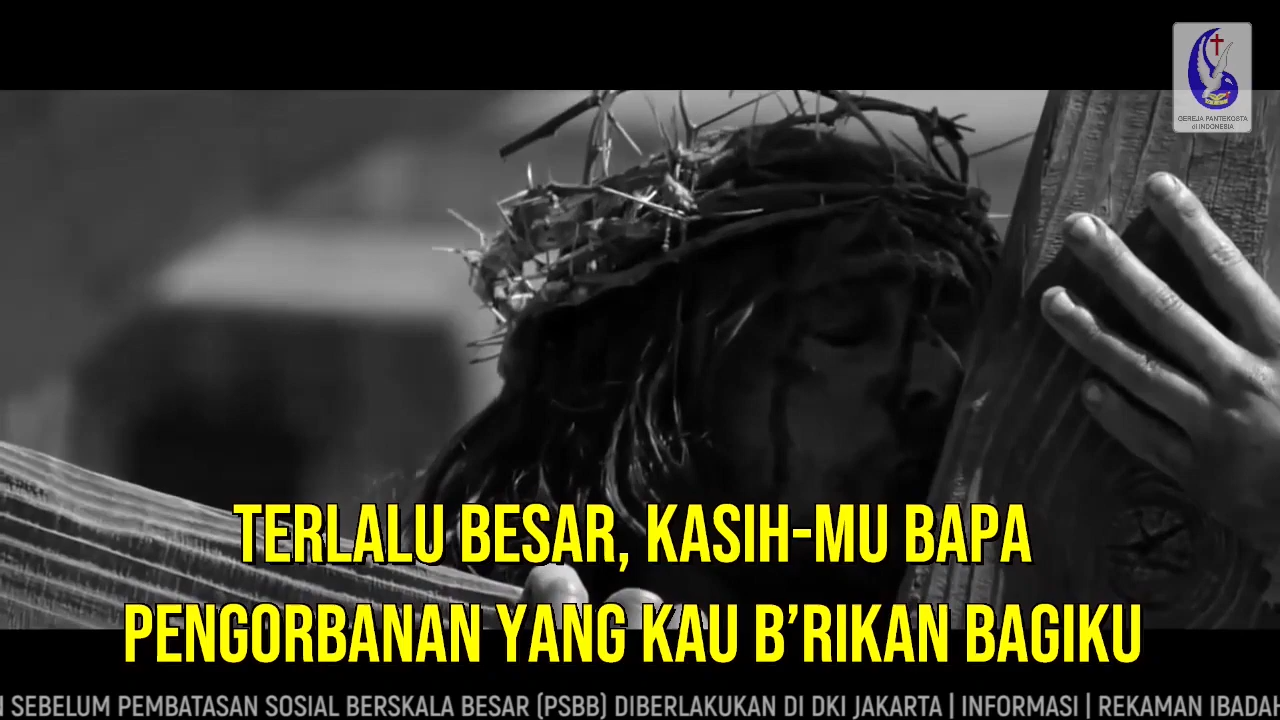 GEREJA PANTEKOSTA
di INDONESIA
TERLALU BESAR, KASIH-MU BAPA
PENGORBANAN YANG KAU B’RIKAN BAGIKU
SEBELUM PEMBATASAN SOSIAL BERSKALA BESAR (PSBB) DIBERLAKUKAN DI DKI JAKARTA | INFORMASI | REKAMAN IBADAH